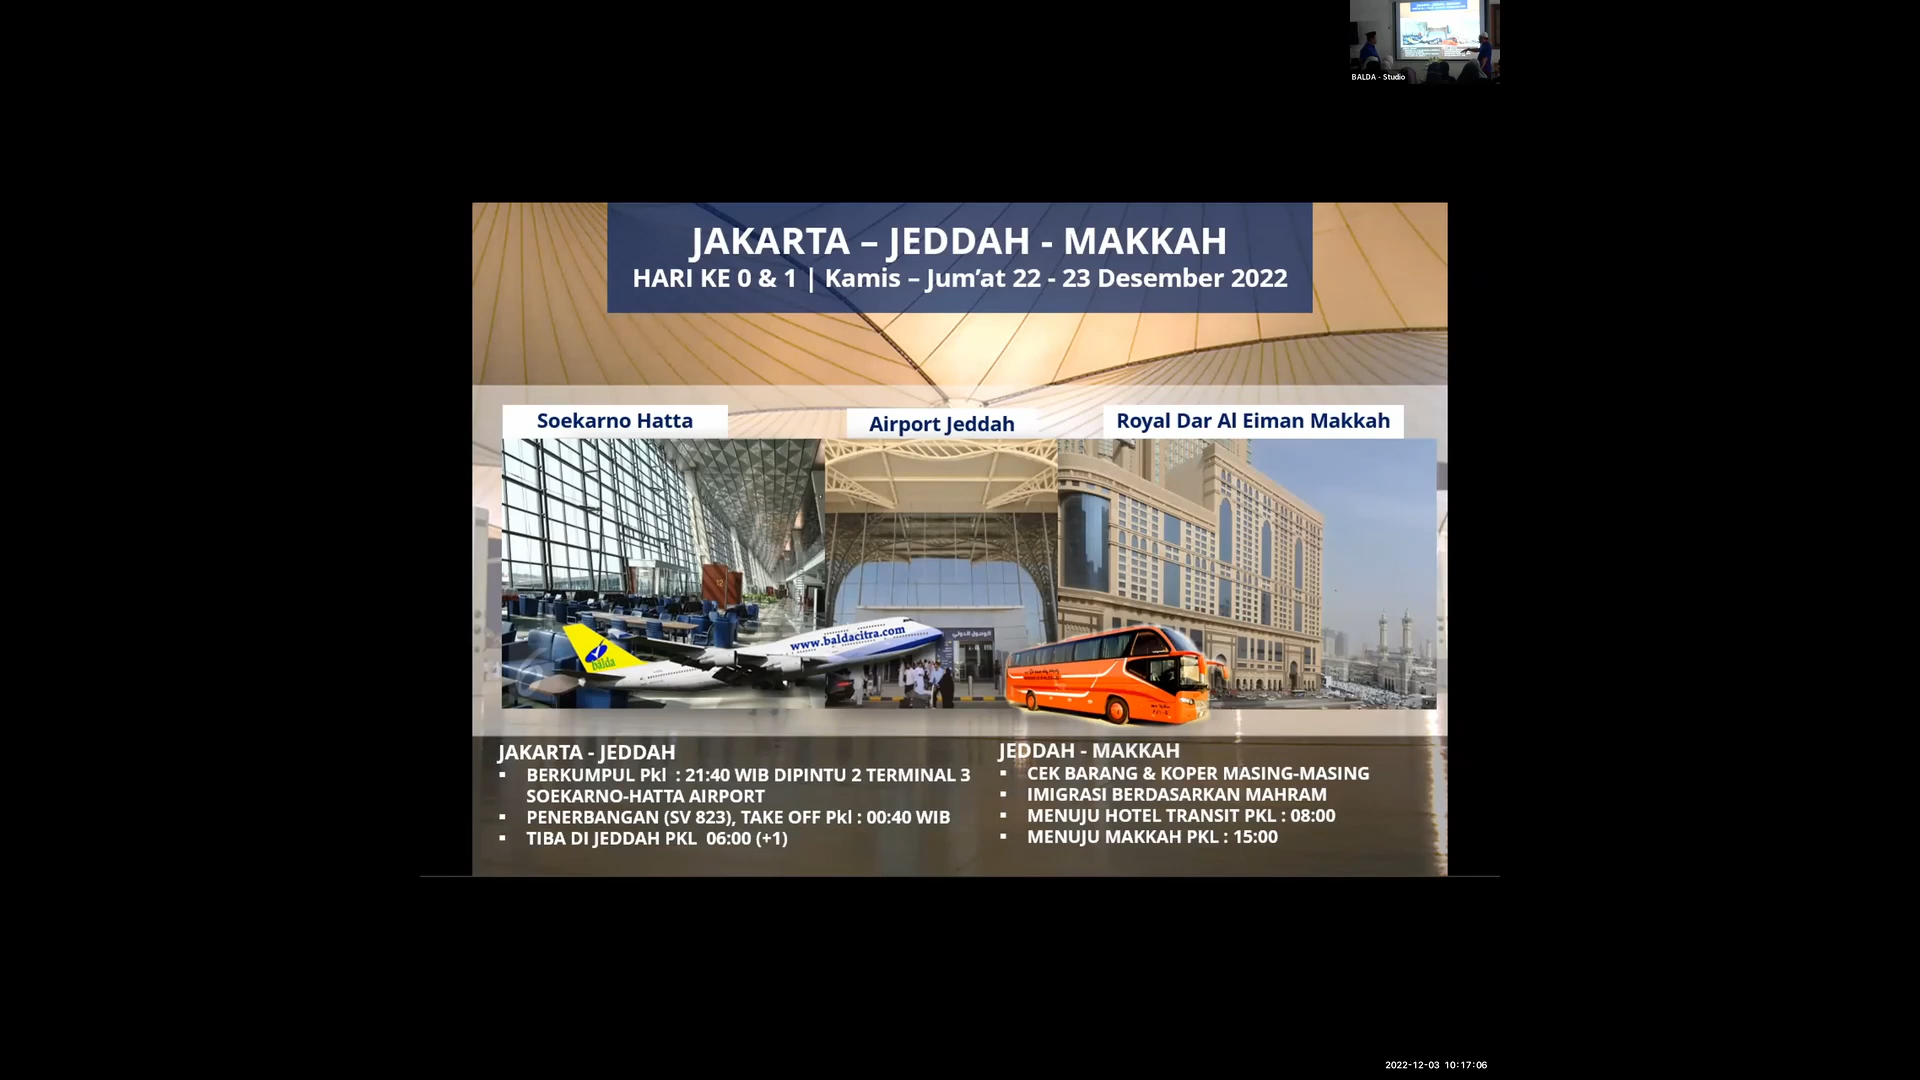 BALDA - Studio
JAKARTA – JEDDAH - MAKKAH
HARI KE 0 & 1 | Kamis – Jum’at 22 - 23 Desember 2022
Soekarno Hatta
Airport Jeddah
Royal Dar Al Eiman Makkah
12
www.baldacitra.com
balda
الوصول الدولي
JAKARTA - JEDDAH
▪ BERKUMPUL Pkl : 21:40 WIB DIPINTU 2 TERMINAL 3
SOEKARNO-HATTA AIRPORT
▪ PENERBANGAN (SV 823), TAKE OFF Pkl : 00:40 WIB
▪ TIBA DI JEDDAH PKL 06:00 (+1)
JEDDAH - MAKKAH
▪ CEK BARANG & KOPER MASING-MASING
▪ IMIGRASI BERDASARKAN MAHRAM
▪ MENUJU HOTEL TRANSIT PKL : 08:00
▪ MENUJU MAKKAH PKL : 15:00
2022-12-03 10:17:06